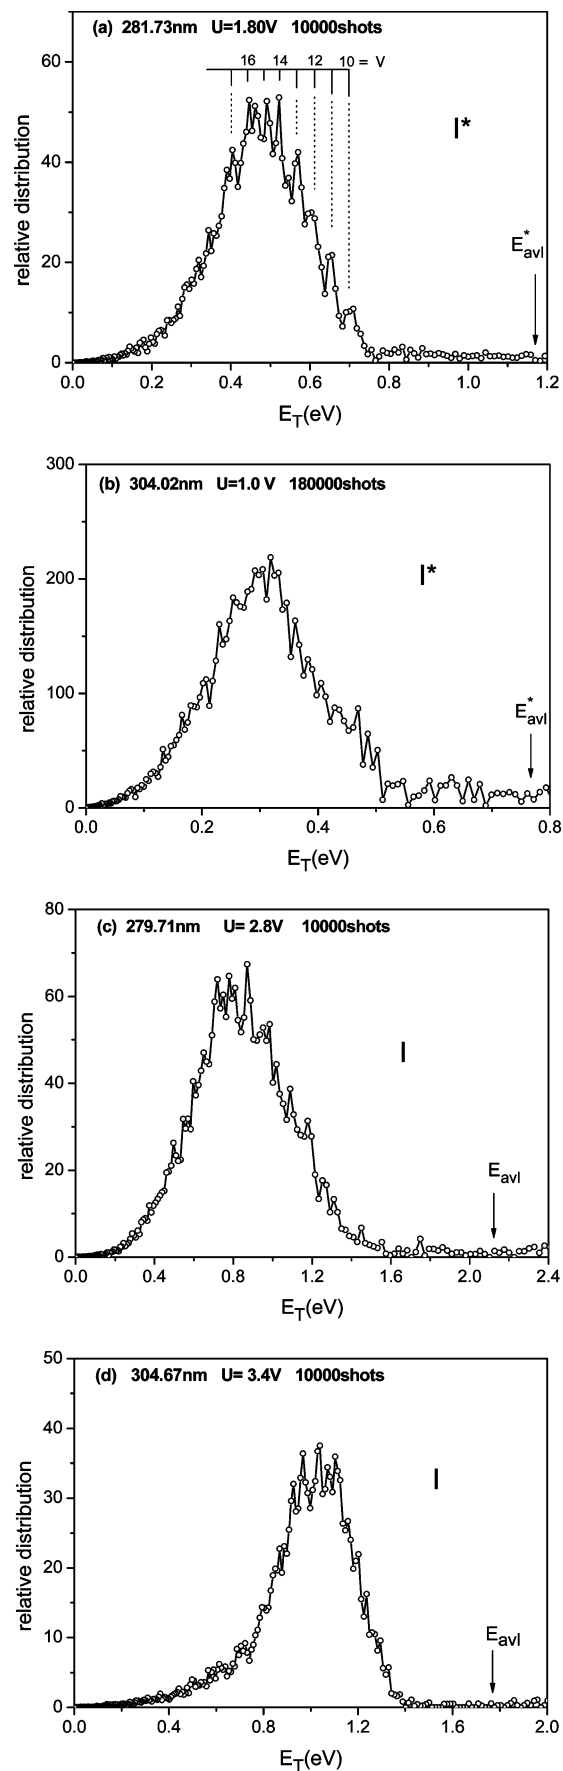 (a) 281.73nm U=1.80V 10000shots
60
40
20
0
relative distribution
16 14 12 10 = V
I*
E*avl
0.0 0.2 0.4 0.6 0.8 1.0 1.2
ET(eV)
(b) 304.02nm U=1.0 V 180000shots
300
200
100
0
relative distribution
I*
E*avl
0.0 0.2 0.4 0.6 0.8
ET(eV)
(c) 279.71nm U= 2.8V 10000shots
80
60
40
20
0
relative distribution
I
Eavl
0.0 0.4 0.8 1.2 1.6 2.0 2.4
ET(eV)
(d) 304.67nm U= 3.4V 10000shots
50
40
30
20
10
0
relative distribution
I
Eavl
0.0 0.4 0.8 1.2 1.6 2.0
ET(eV)